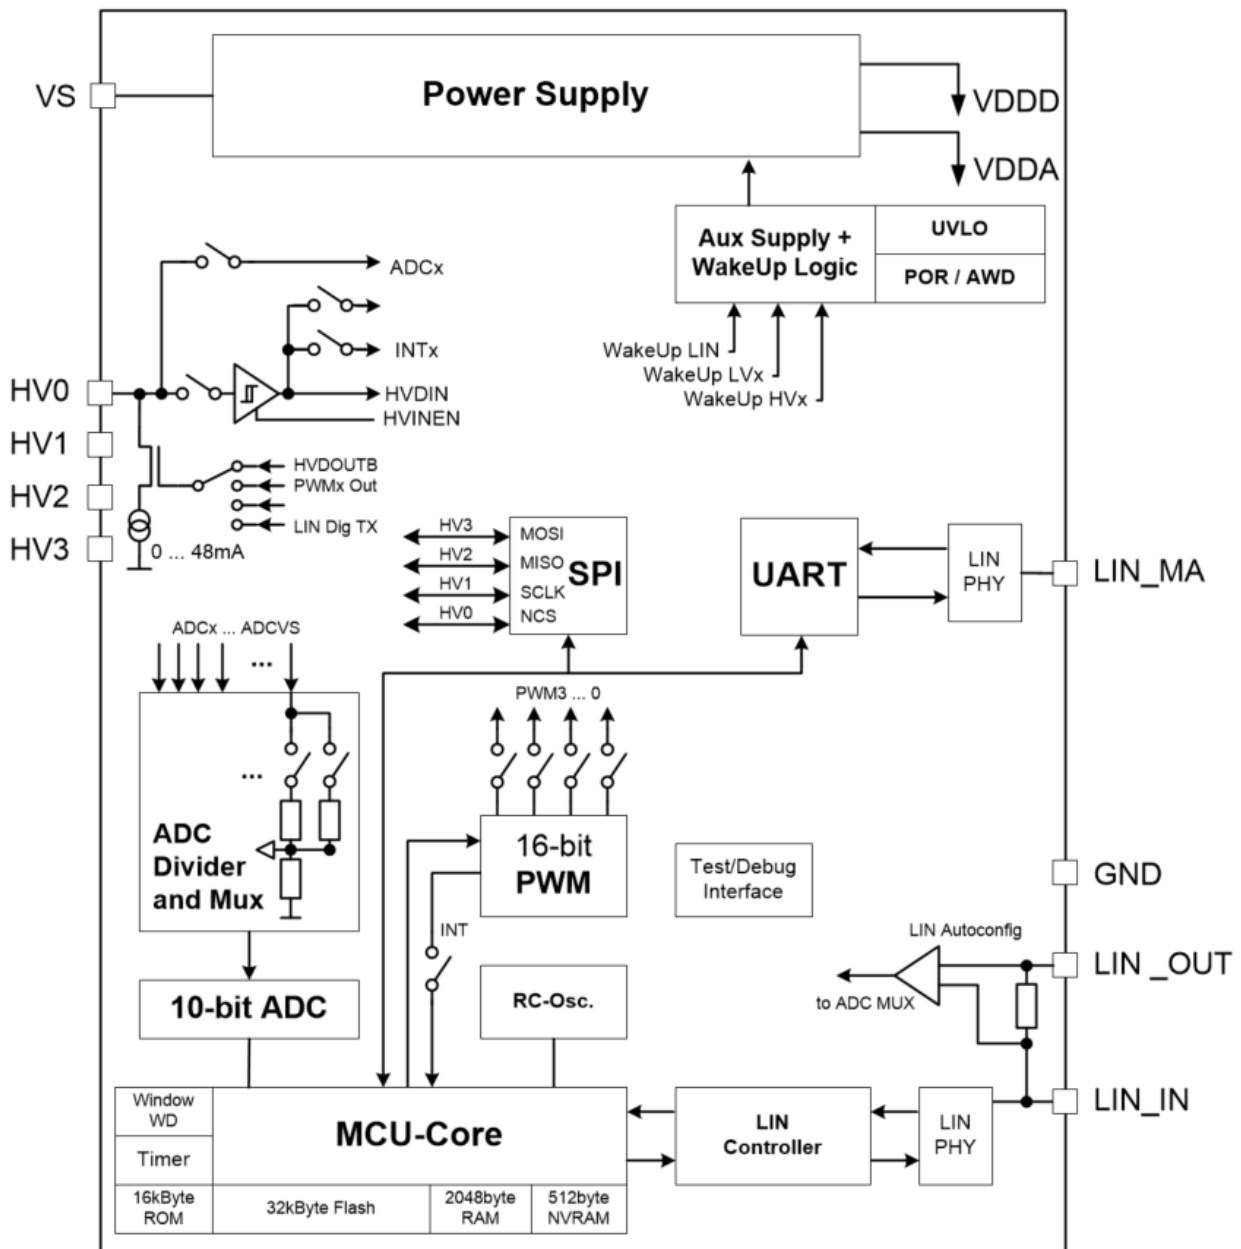 Power Supply
VS
VDDD
VDDA
Aux Supply +
WakeUp Logic
UVLO
POR / AWD
WakeUp LIN
WakeUp LVx
WakeUp HVx
ADCx
INTx
HV0
HVDIN
HVINEN
HV1
HV2
HV3
HVDOUTB
PWMx Out
LIN Dig TX
0 ... 48mA
HV3
HV2
HV1
HV0
MOSI
MISO
SCLK
NCS
SPI
UART
LIN
PHY
LIN_MA
ADCx ... ADCVS
...
...
ADC
Divider
and Mux
PWM3 ... 0
16-bit
PWM
INT
Test/Debug
Interface
GND
LIN Autoconfig
LIN _OUT
to ADC MUX
10-bit ADC
RC-Osc.
LIN_IN
Window
WD
Timer
MCU-Core
16kByte
ROM
32kByte Flash
2048byte
RAM
512byte
NVRAM
LIN
Controller
LIN
PHY